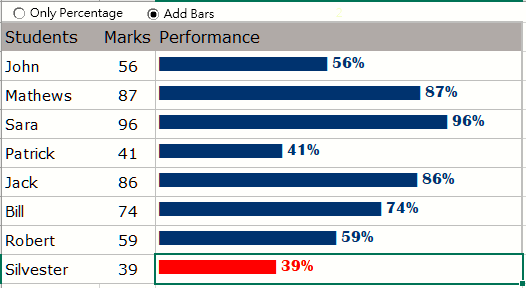 Only Percentage Add Bars
Students Marks Performance
John 56 56%
Mathews 87 87%
Sara 96 96%
Patrick 41 41%
Jack 86 86%
Bill 74 74%
Robert 59 59%
Silvester 39 39%